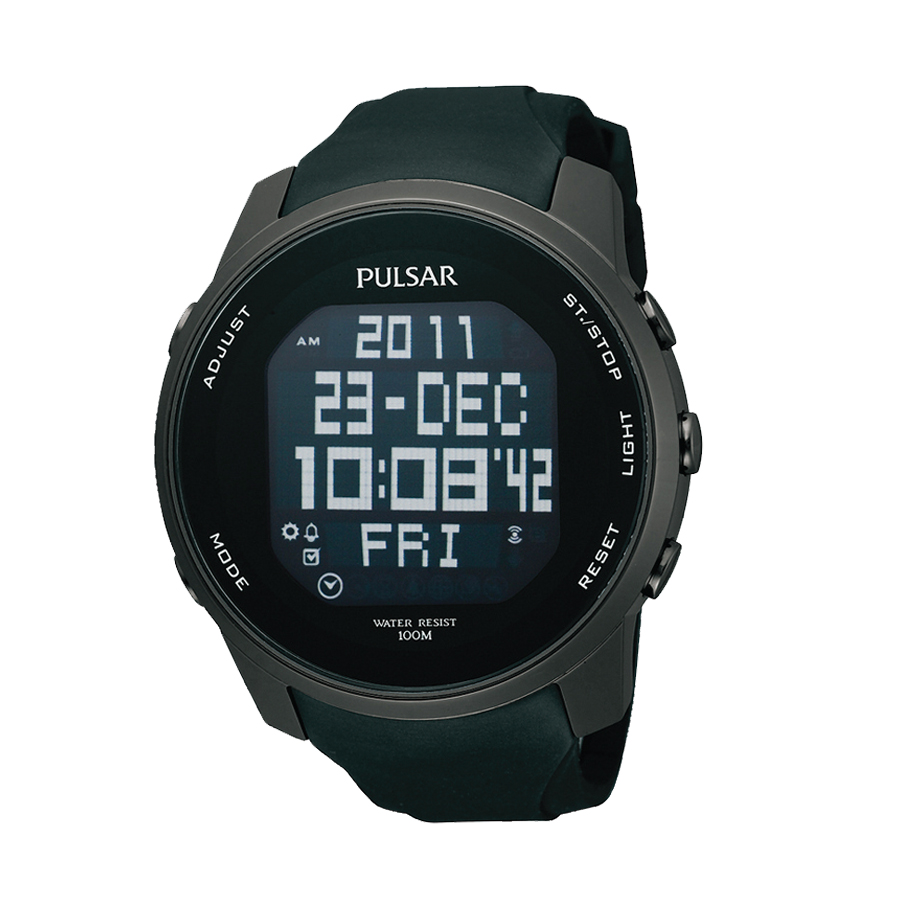 PULSAR
ADJUST
ST./STOP
AM 2011
23-DEC
LIGHT
10:08'42
FRI
MODE
RESET
WATER RESIST
100M